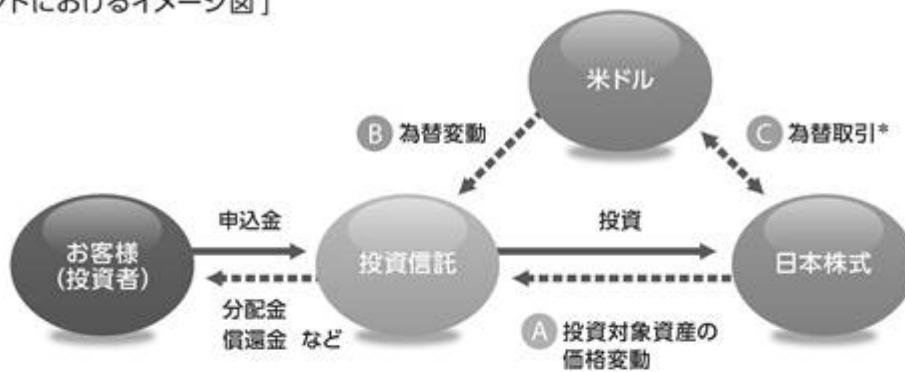 ンドにおけるイメージ図］
米ドル
B 為替変動
C 為替取引*
申込金
投資
お客様
(投資者)
投資信託
日本株式
分配金
償還金 など
A 投資対象資産の
価格変動